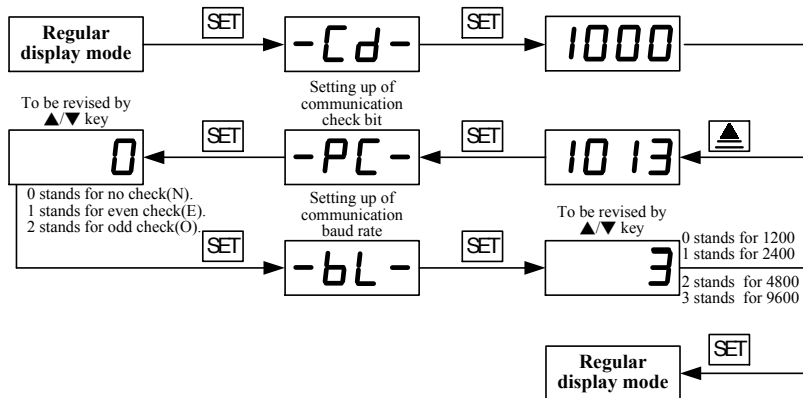 Regular
display mode
SET
-Cd-
SET
1000
Setting up of
communication
check bit
To be revised by
▲/▼ key
0
SET
-PC-
SET
1013
▲
0 stands for no check(N).
1 stands for even check(E).
2 stands for odd check(O).
Setting up of
communication
baud rate
SET
-bL-
SET
To be revised by
▲/▼ key
3
0 stands for 1200
1 stands for 2400
2 stands  for 4800
3 stands  for 9600
SET
Regular
display mode